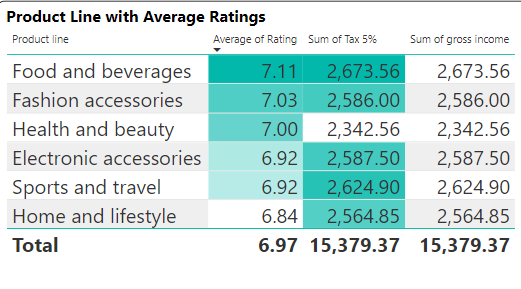 Product Line with Average Ratings
Product line Average of Rating Sum of Tax 5% Sum of gross income
Food and beverages 7.11 2,673.56 2,673.56
Fashion accessories 7.03 2,586.00 2,586.00
Health and beauty 7.00 2,342.56 2,342.56
Electronic accessories 6.92 2,587.50 2,587.50
Sports and travel 6.92 2,624.90 2,624.90
Home and lifestyle 6.84 2,564.85 2,564.85
Total 6.97 15,379.37 15,379.37